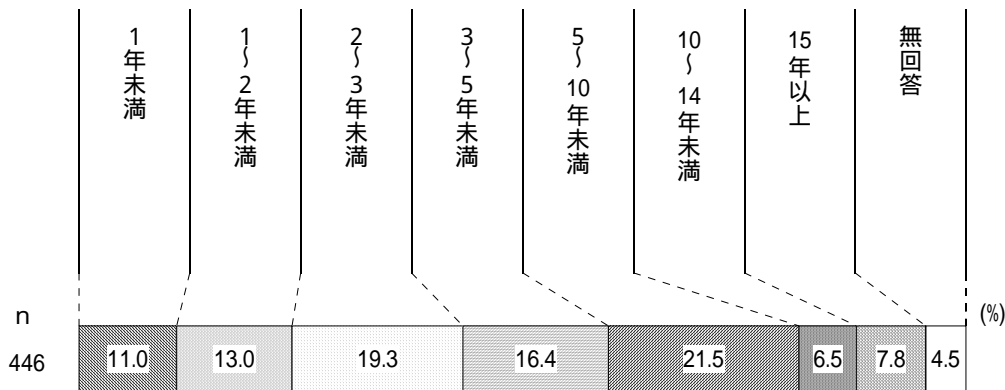 1年未満
1～2年未満
2～3年未満
3～5年未満
5～10年未満
10～14年未満
15年以上
無回答
n
(%)
446
11.0
13.0
19.3
16.4
21.5
6.5
7.8
4.5